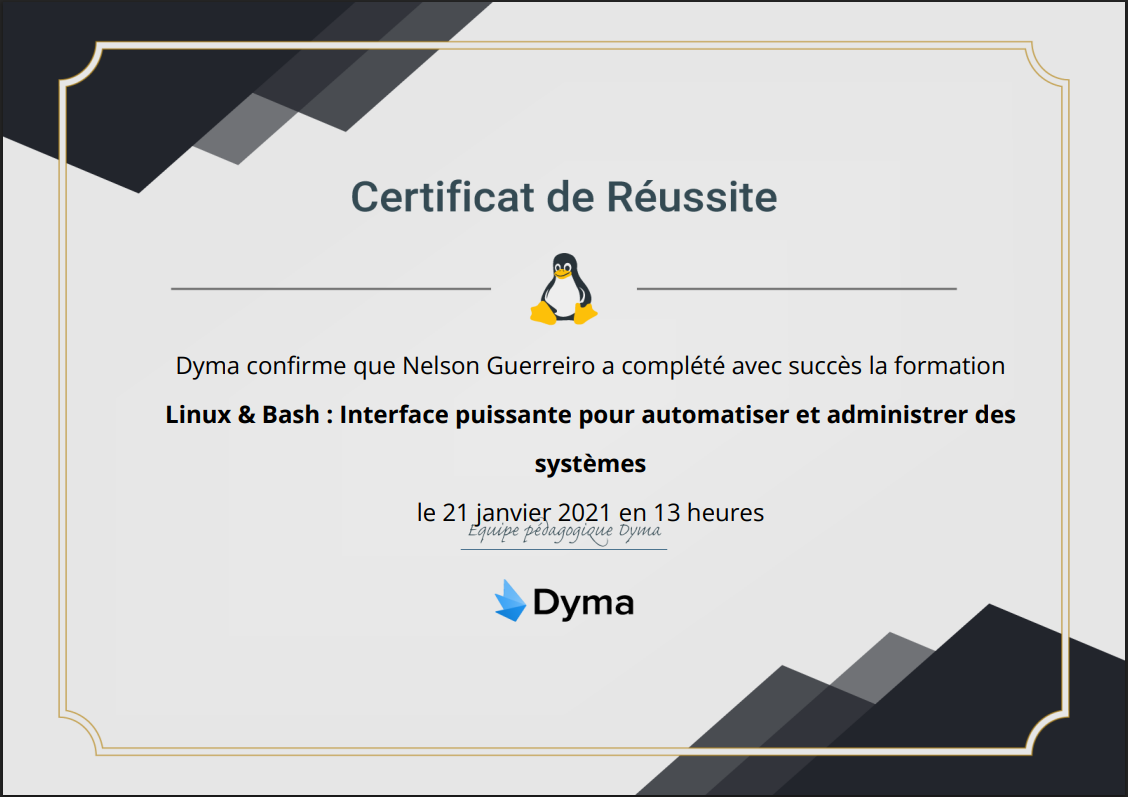 Certificat de Réussite
Dyma confirme que Nelson Guerreiro a complété avec succès la formation
Linux & Bash : Interface puissante pour automatiser et administrer des
systèmes
le 21 janvier 2021 en 13 heures
Equipe pédagogique Dyma
Dyma